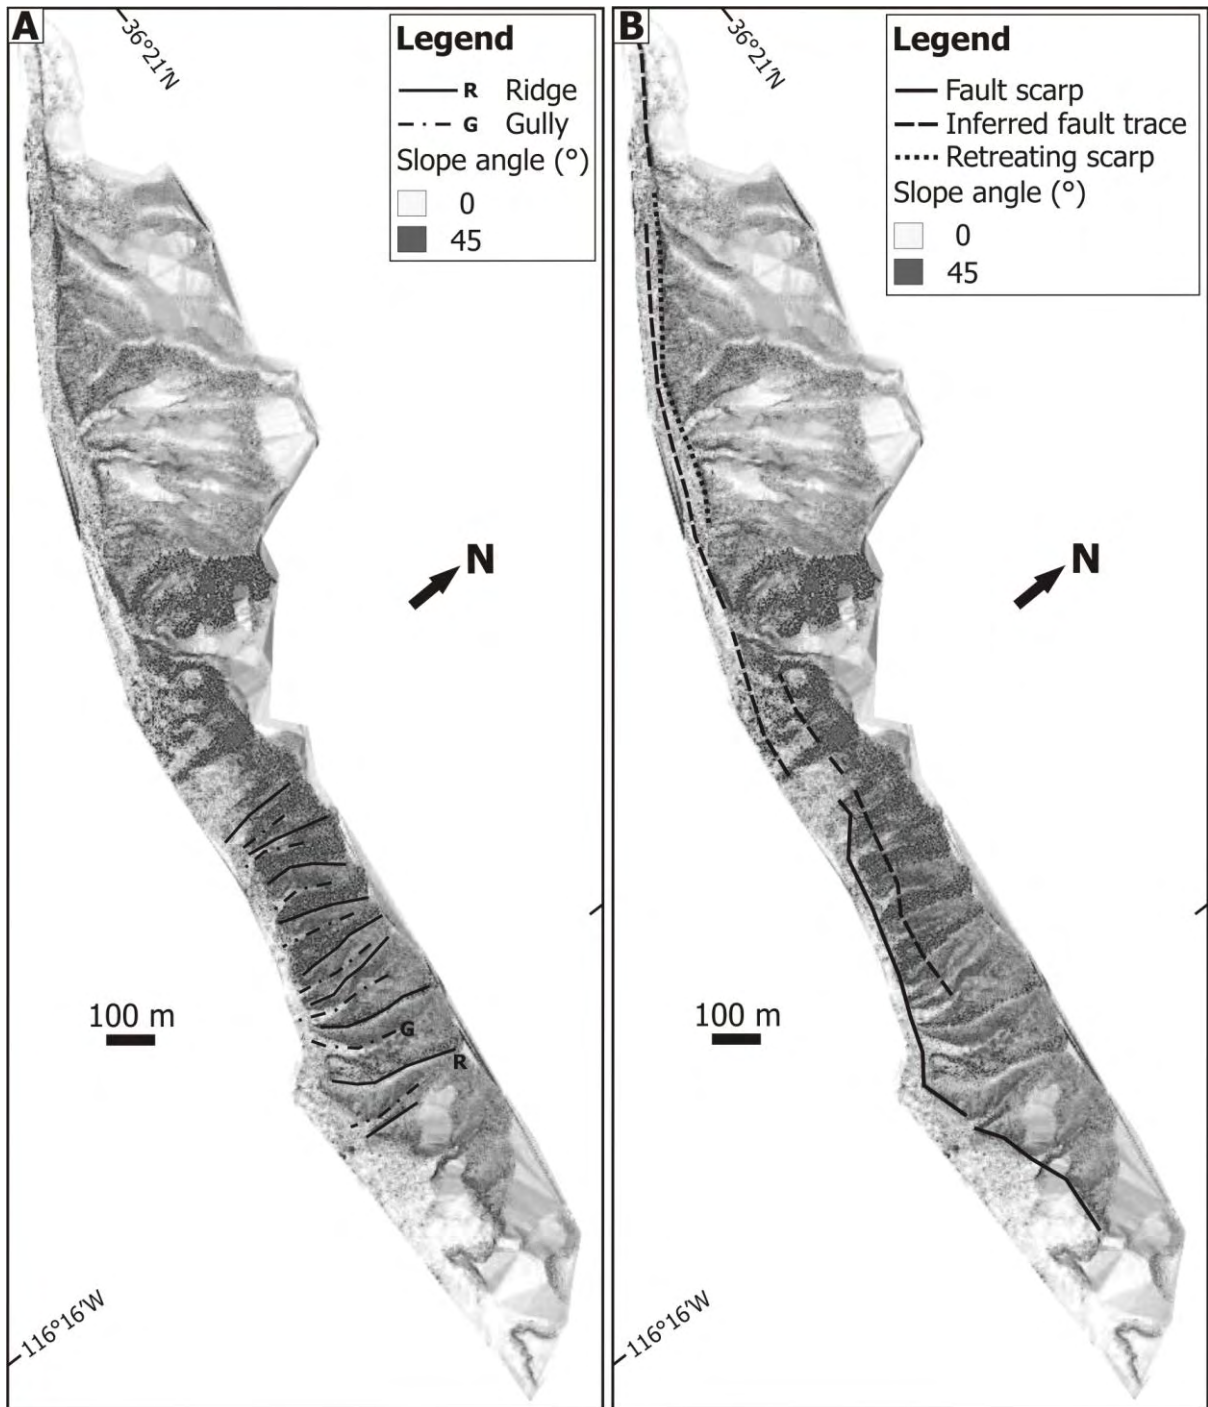 A
36°21'N
Legend
R Ridge
G Gully
Slope angle (°)
0
45
N
100 m
G
R
116°16'W
B
36°21'N
Legend
Fault scarp
Inferred fault trace
Retreating scarp
Slope angle (°)
0
45
N
100 m
116°16'W